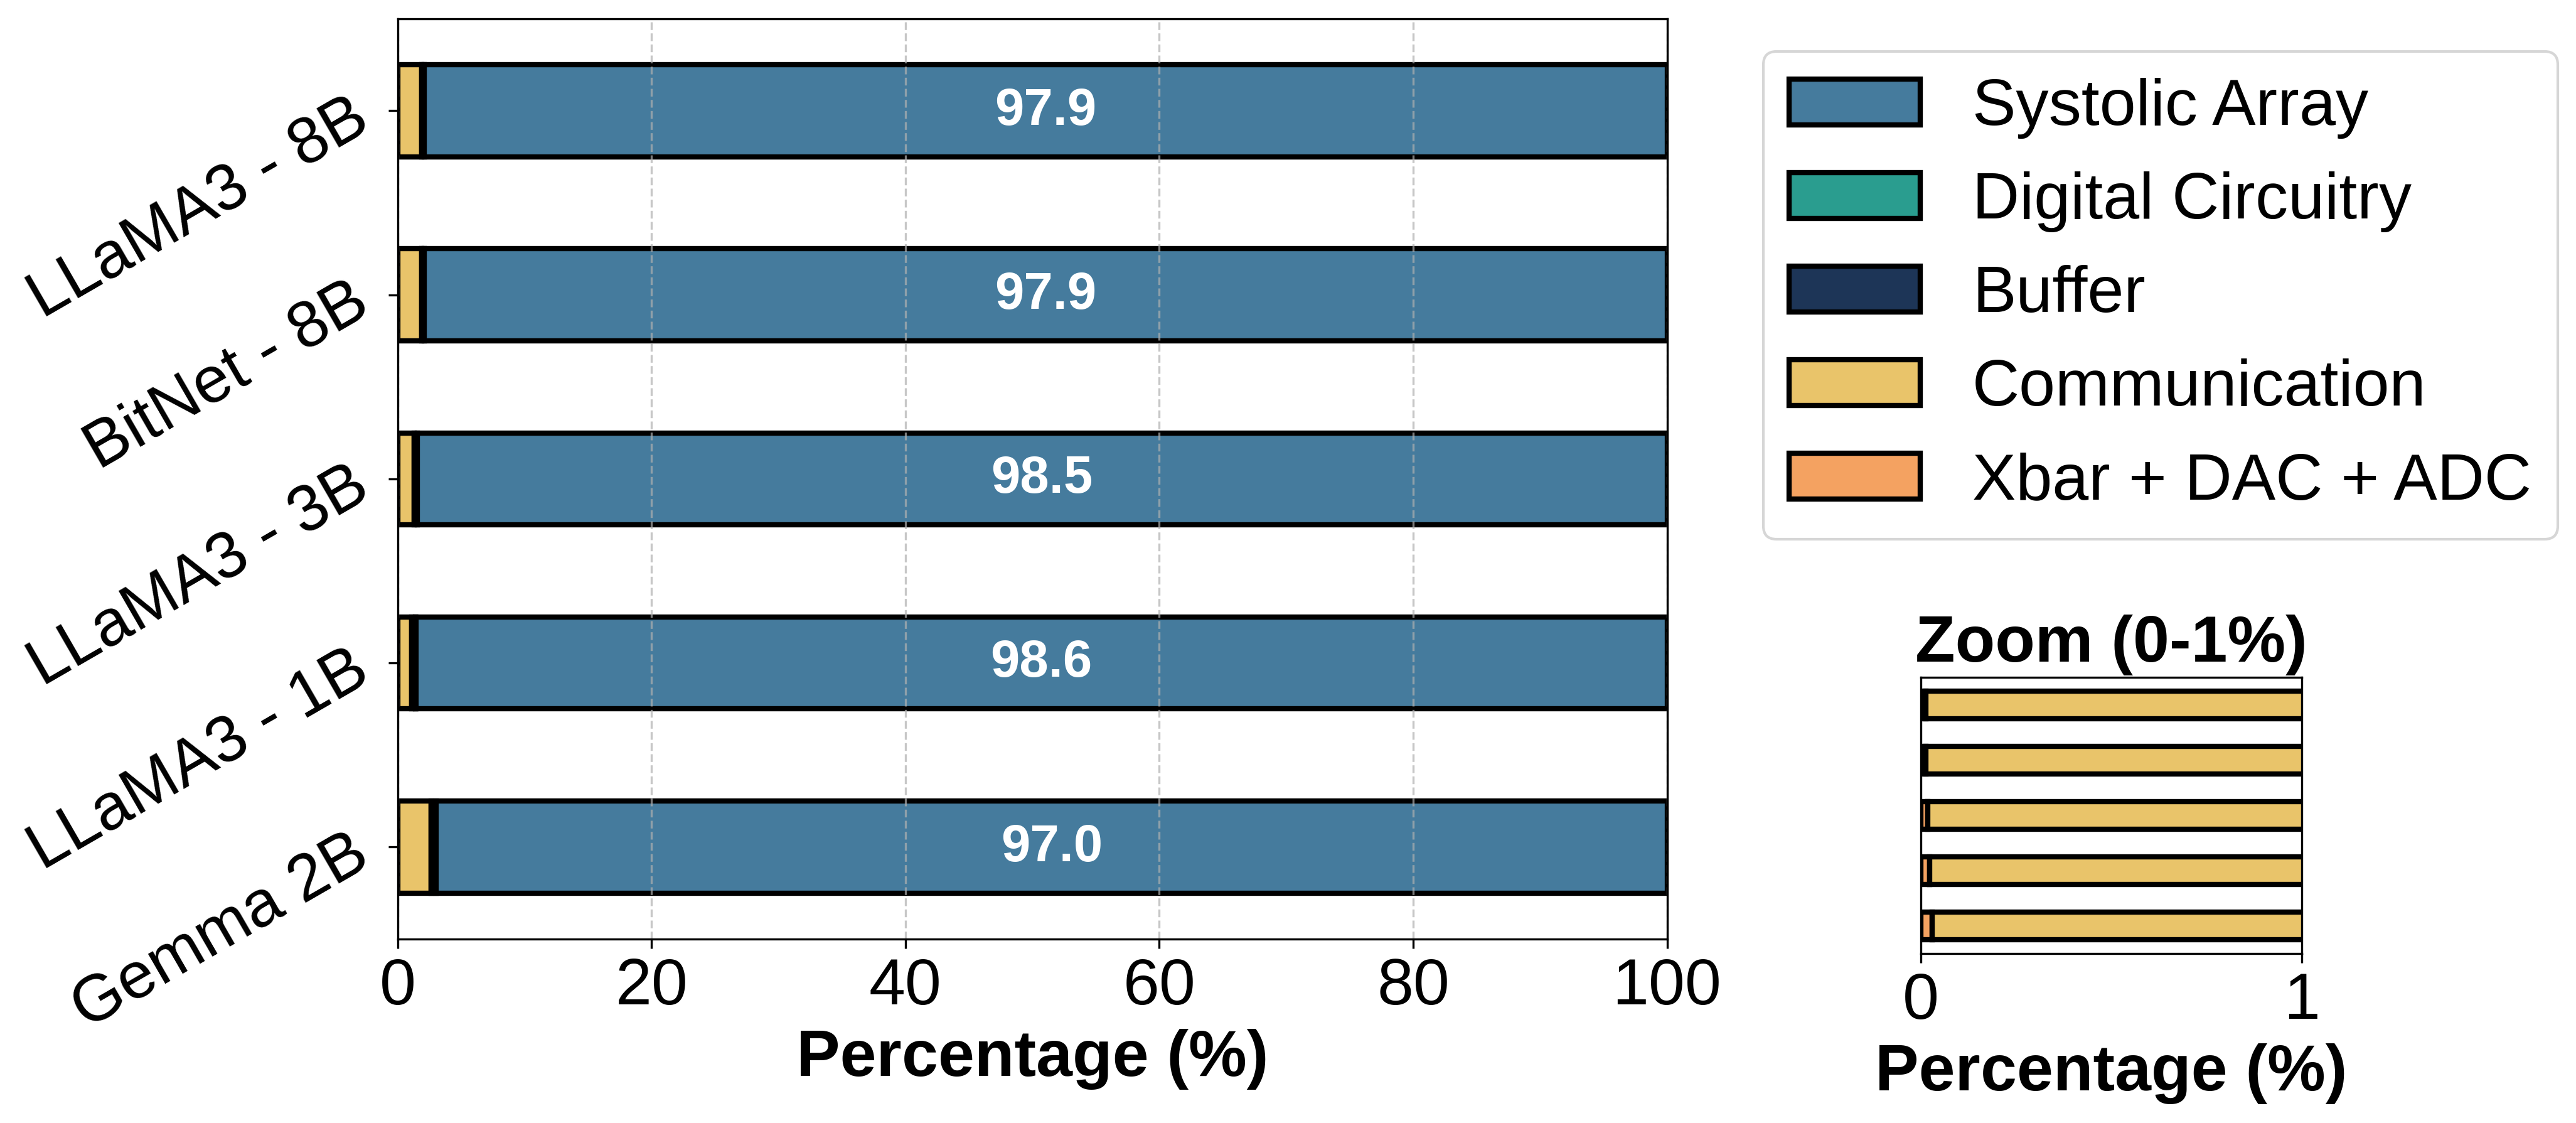 LLaMA3 - 8B
97.9
BitNet - 8B
97.9
LLaMA3 - 3B
98.5
LLaMA3 - 1B
98.6
Gemma 2B
97.0
0 20 40 60 80 100
Percentage (%)
Systolic Array
Digital Circuitry
Buffer
Communication
Xbar + DAC + ADC
Zoom (0-1%)
0 1
Percentage (%)